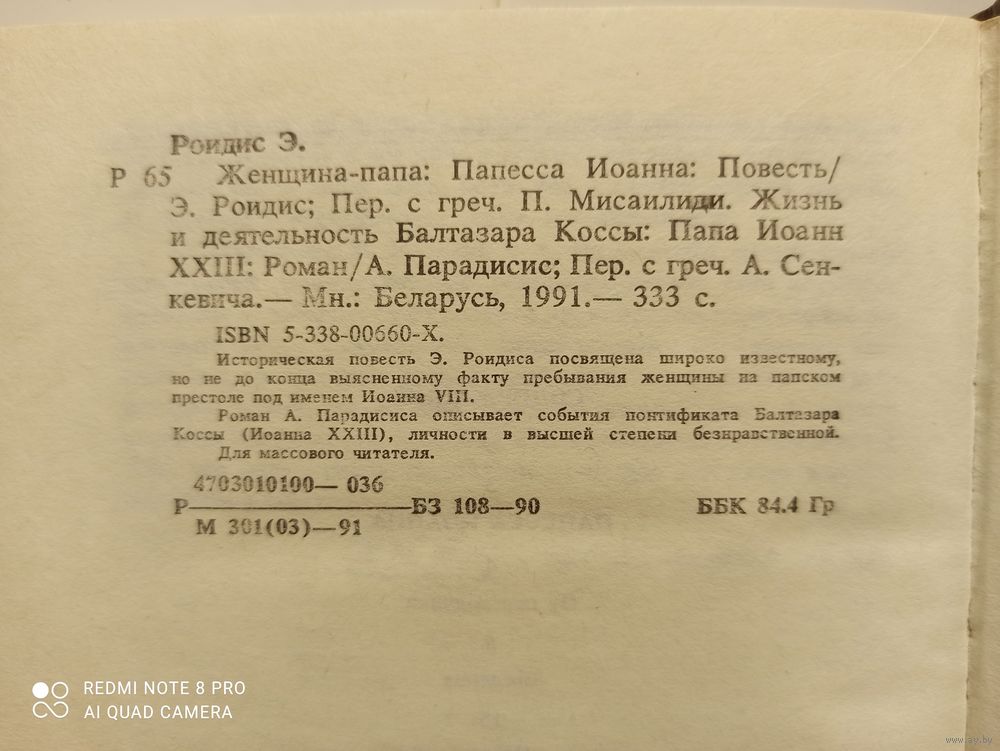 Роидис Э.
Р 65 Женщина-папа: Папесса Иоанна: Повесть/
Э. Роидис; Пер. с греч. П. Мисаилиди. Жизнь
и деятельность Балтазара Коссы: Папа Иоанн
XXIII: Роман/А. Парадисис; Пер. с греч. А. Сен-
кевича.— Мн.: Беларусь, 1991.— 333 с.
ISBN 5-338-00660-X.
Историческая повесть Э. Роидиса посвящена широко известному,
но не до конца выясненному факту пребывания женщины на папском
престоле под именем Иоанна VIII.
Роман А. Парадисиса описывает события понтификата Балтазара
Коссы (Иоанна XXIII), личности в высшей степени безнравственной.
Для массового читателя.
4703010100— 036
Р БЗ 108—90 ББК 84.4 Гр
М 301(03)—91
REDMI NOTE 8 PRO
AI QUAD CAMERA
www.ay.by